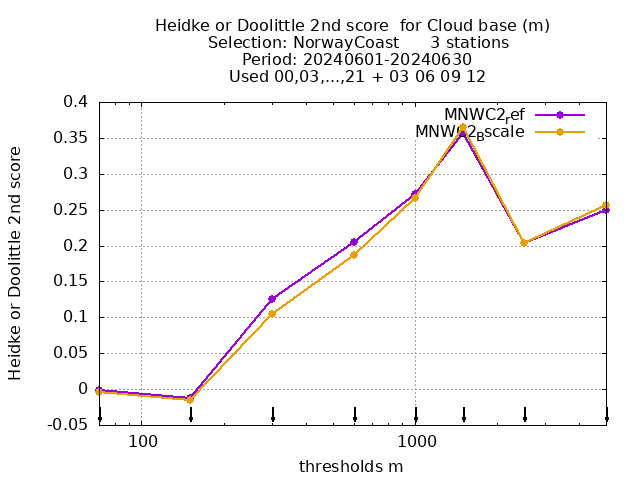 Heidke or Doolittle 2nd score  for Cloud base (m)
Selection: NorwayCoast      3 stations
Period: 20240601-20240630
Used 00,03,...,21 + 03 06 09 12
MNWC2ref
MNWC2Bscale
0.4
0.35
0.3
0.25
0.2
0.15
0.1
0.05
0
-0.05
Heidke or Doolittle 2nd score
100
1000
thresholds m